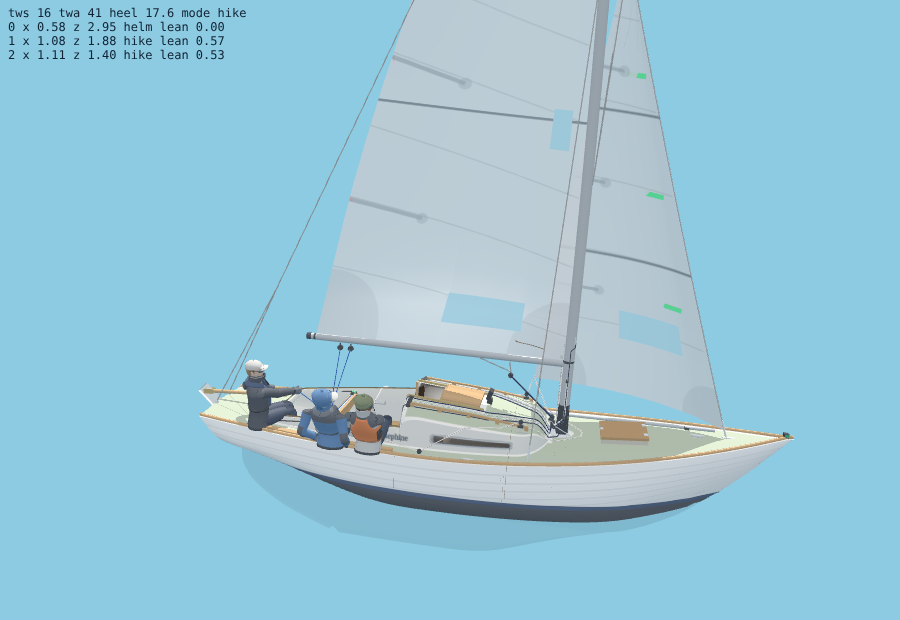 tws 16 twa 41 heel 17.6 mode hike
0 x 0.58 z 2.95 helm lean 0.00
1 x 1.08 z 1.88 hike lean 0.57
2 x 1.11 z 1.40 hike lean 0.53